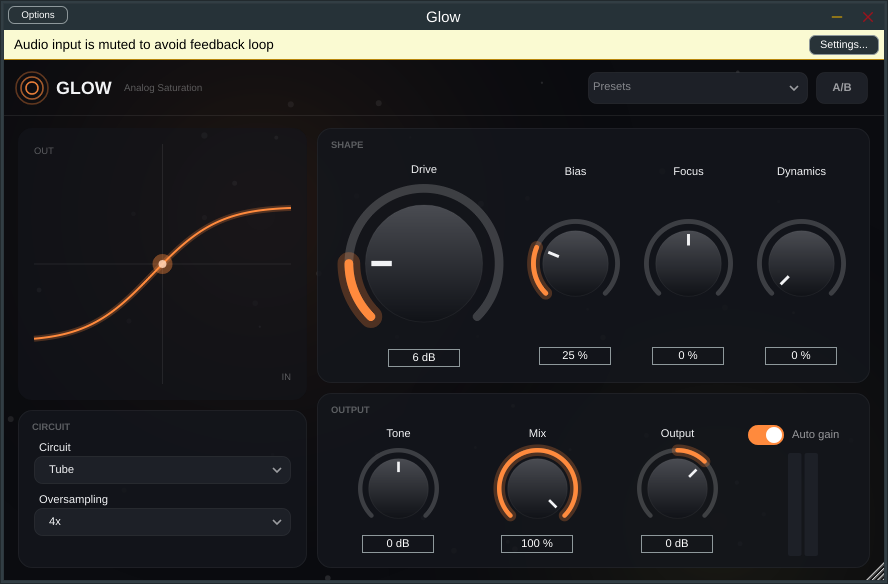 Options
Glow
Audio input is muted to avoid feedback loop
Settings...
GLOW
Analog Saturation
Presets
A/B
OUT
IN
SHAPE
Drive
Bias
Focus
Dynamics
6 dB
25 %
0 %
0 %
CIRCUIT
Circuit
Tube
Oversampling
4x
OUTPUT
Tone
Mix
Output
Auto gain
0 dB
100 %
0 dB